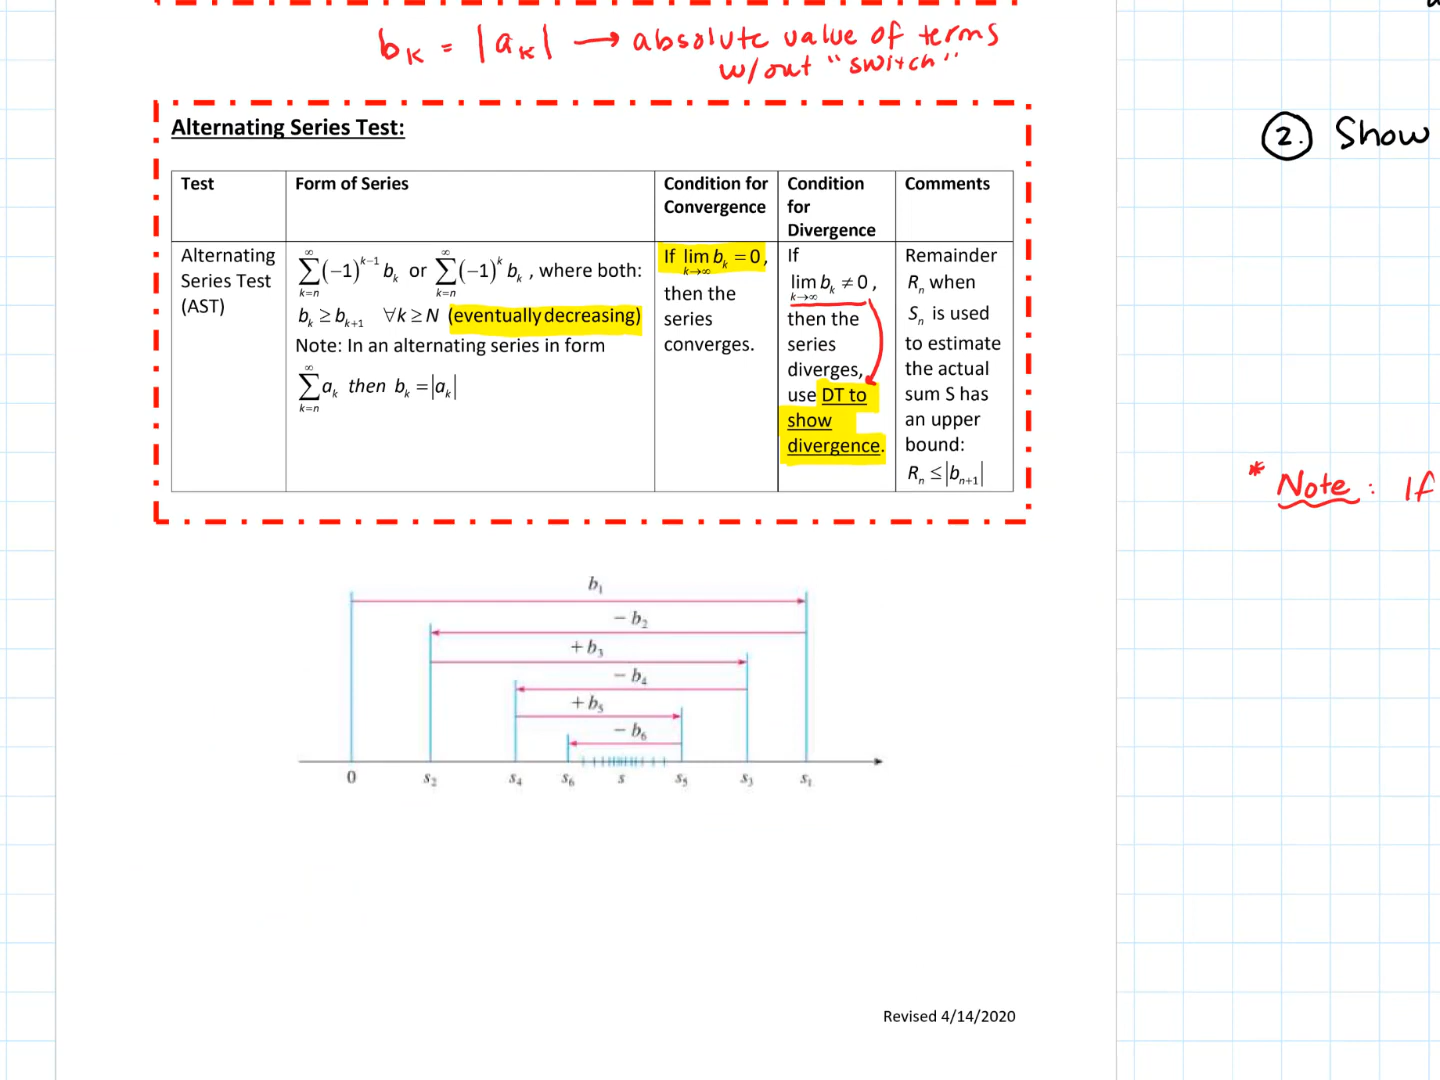 bₖ = |aₖ| → absolute value of terms
w/out "switch"
Alternating Series Test:
Test
Form of Series
Condition for
Convergence
Condition
for
Divergence
Comments
Alternating
Series Test
(AST)
∑_{k=n}^{∞} (−1)^{k−1} bₖ or ∑_{k=n}^{∞} (−1)^k bₖ , where both:
bₖ ≥ bₖ₊₁ ∀k ≥ N (eventually decreasing)
Note: In an alternating series in form
∑_{k=n}^{∞} aₖ then bₖ = |aₖ|
If lim_{k→∞} bₖ = 0,
then the
series
converges.
If
lim_{k→∞} bₖ ≠ 0,
then the
series
diverges,
use DT to
show
divergence.
Remainder
Rₙ when
Sₙ is used
to estimate
the actual
sum S has
an upper
bound:
Rₙ ≤ |bₙ₊₁|
② Show
* Note: If
b₁
− b₂
+ b₃
− b₄
+ b₅
− b₆
0 s₂ s₄ s₆ s s₅ s₃ s₁
Revised 4/14/2020